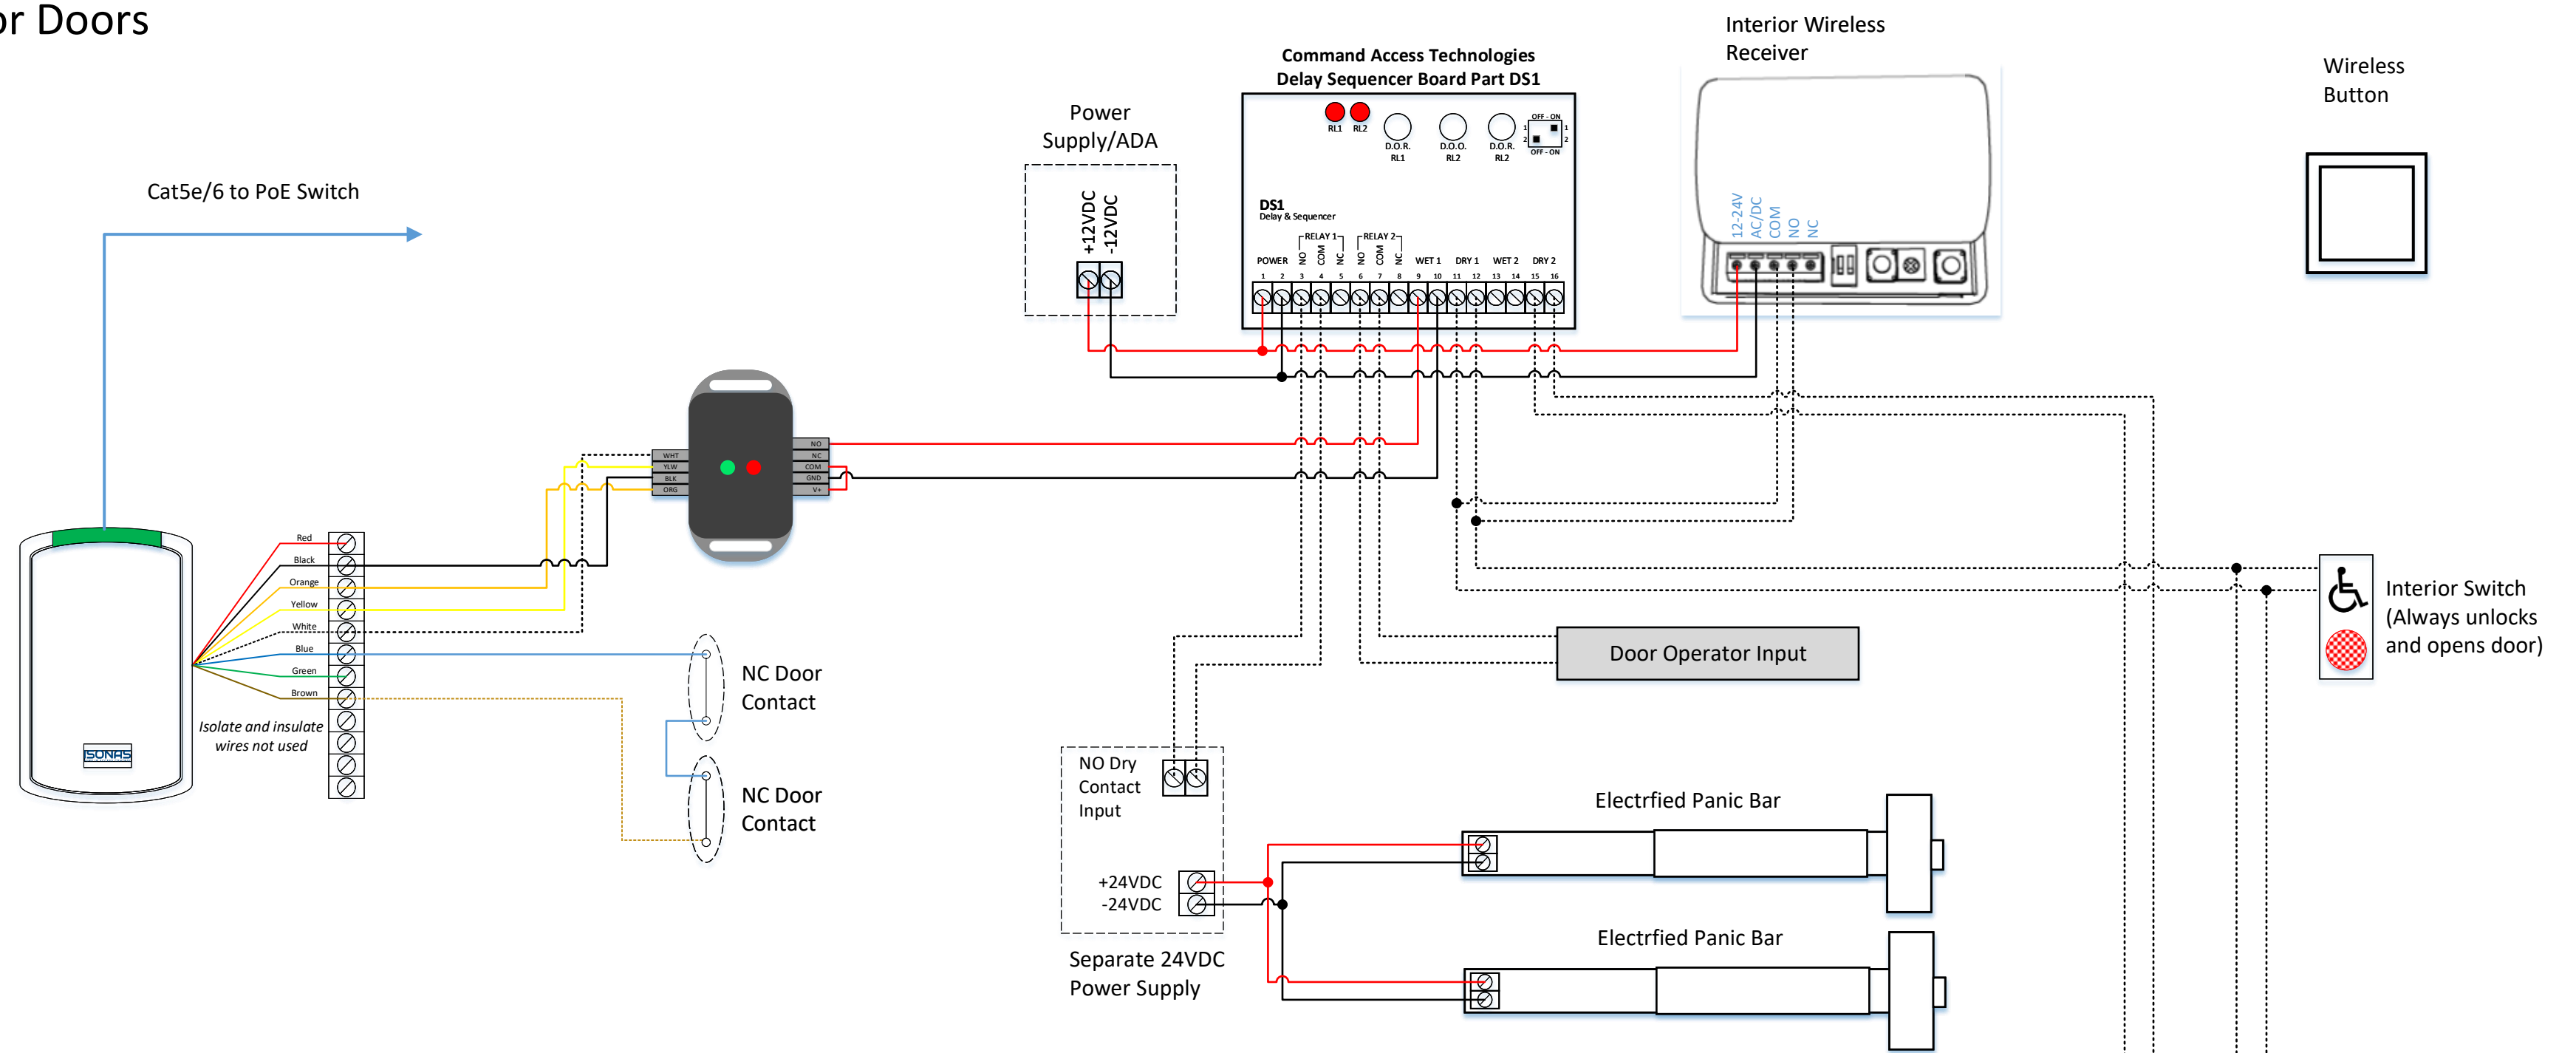 or Doors
Cat5e/6 to PoE Switch
Red
Black
Orange
Yellow
White
Blue
Green
Brown
Isolate and insulate
wires not used
ISONAS
WHT
YLW
BLK
ORG
NO
NC
COM
GND
V+
NC Door
Contact
NC Door
Contact
Power
Supply/ADA
+12VDC
-12VDC
Command Access Technologies
Delay Sequencer Board Part DS1
RL1
RL2
D.O.R.
RL1
D.O.O.
RL2
D.O.R.
RL2
OFF - ON
1 1
2 2
OFF - ON
DS1
Delay & Sequencer
RELAY 1
RELAY 2
POWER
NO
COM
NC
NO
COM
NC
WET 1
DRY 1
WET 2
DRY 2
1 2 3 4 5 6 7 8 9 10 11 12 13 14 15 16
Interior Wireless
Receiver
12-24V
AC/DC
COM
NO
NC
Wireless
Button
Interior Switch
(Always unlocks
and opens door)
Door Operator Input
NO Dry
Contact
Input
+24VDC
-24VDC
Separate 24VDC
Power Supply
Electrfied Panic Bar
Electrfied Panic Bar